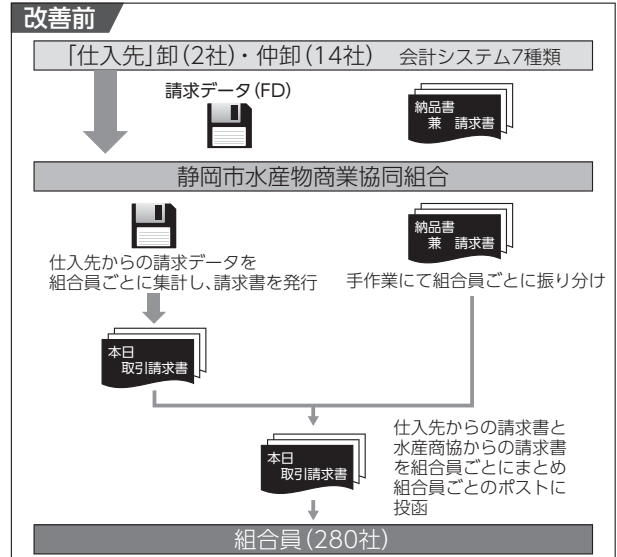 改善前
「仕入先」卸(2社)・仲卸(14社) 会計システム7種類
請求データ(FD)
納品書
兼 請求書
静岡市水産物商業協同組合
納品書
兼 請求書
仕入先からの請求データを
組合員ごとに集計し、請求書を発行
手作業にて組合員ごとに振り分け
本日
取引請求書
仕入先からの請求書と
水産商協からの請求書
を組合員ごとにまとめ
組合員ごとのポストに
投函
本日
取引請求書
組合員(280社)